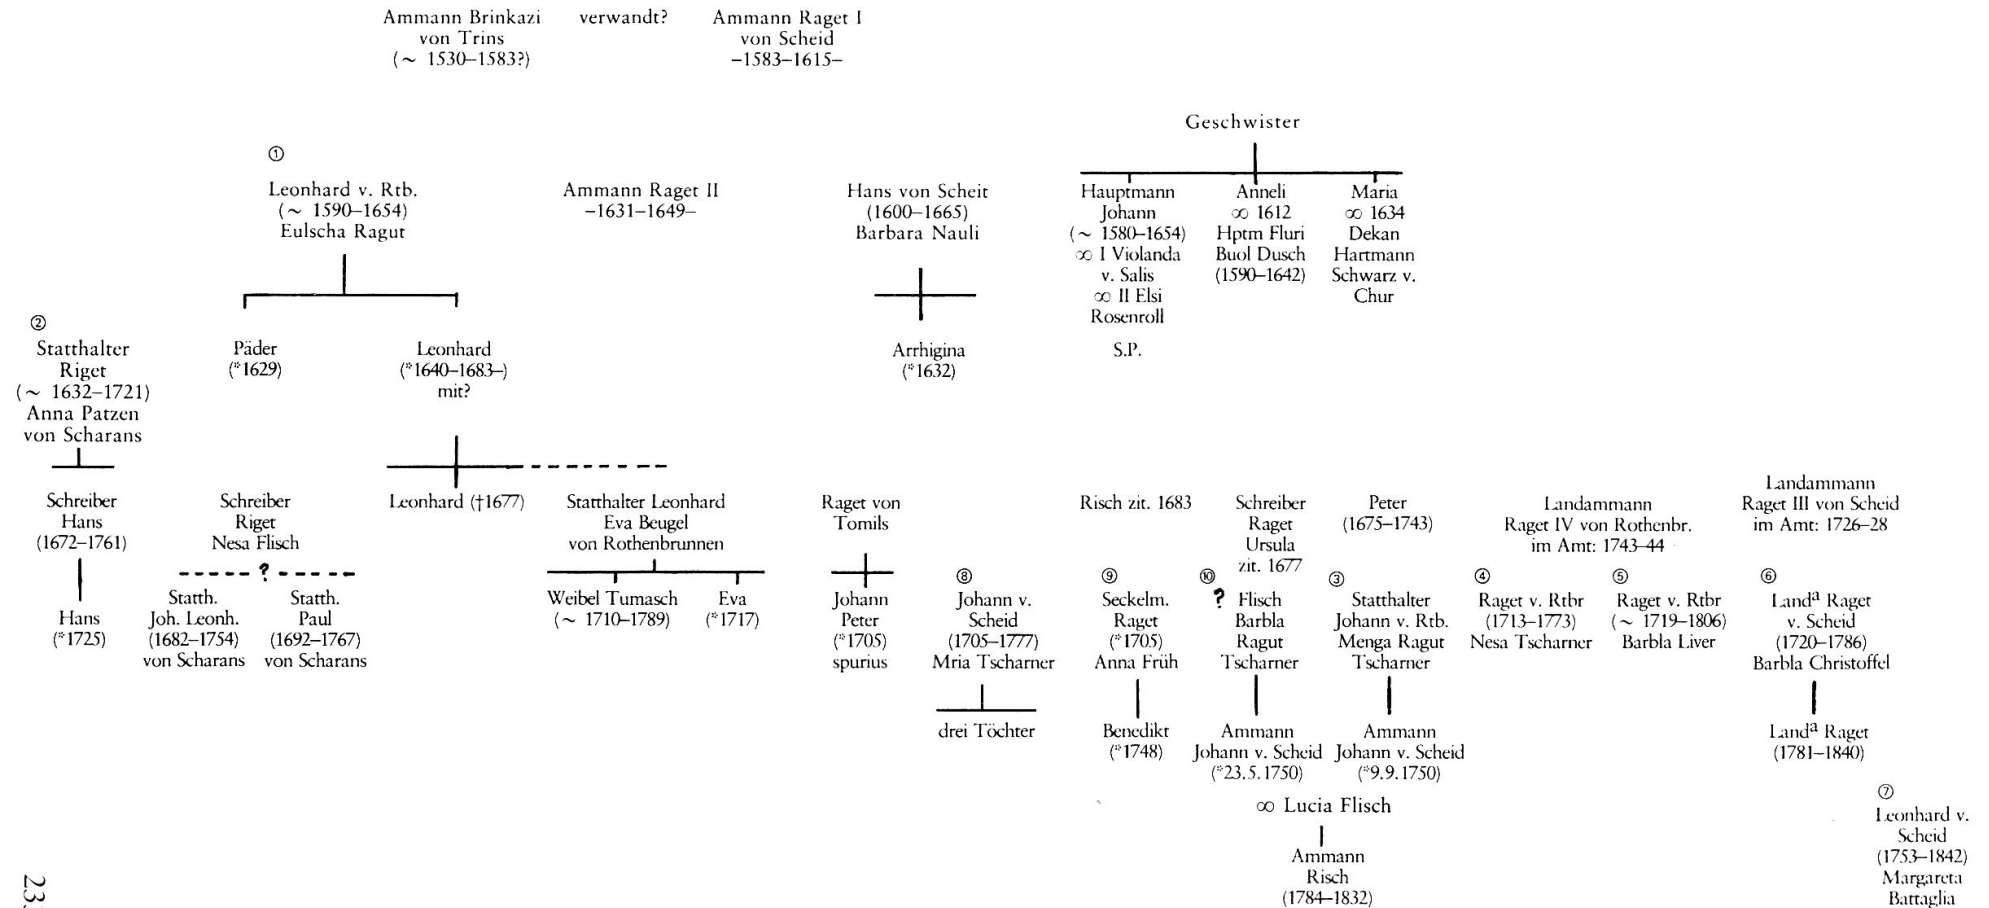 Ammann Brinkazi
von Trins
(~ 1530–1583?)
verwandt?
Ammann Raget I
von Scheid
–1583–1615–
Geschwister
①
Leonhard v. Rtb.
(~ 1590–1654)
Eulscha Ragut
Ammann Raget II
–1631–1649–
Hans von Scheit
(1600–1665)
Barbara Nauli
Hauptmann
Johann
(~ 1580–1654)
∞ I Violanda
v. Salis
∞ II Elsi
Rosenroll
S.P.
Anneli
∞ 1612
Hptm Fluri
Buol Dusch
(1590–1642)
Maria
∞ 1634
Dekan
Hartmann
Schwarz v.
Chur
②
Statthalter
Riget
(~ 1632–1721)
Anna Patzen
von Scharans
Päder
(*1629)
Leonhard
(*1640–1683–)
mit?
Arrhigina
(*1632)
Schreiber
Hans
(1672–1761)
Schreiber
Riget
Nesa Flisch
Leonhard (†1677)
Statthalter Leonhard
Eva Beugel
von Rothenbrunnen
Raget von
Tomils
Risch zit. 1683
Schreiber
Raget
Ursula
zit. 1677
Peter
(1675–1743)
Landammann
Raget IV von Rothenbr.
im Amt: 1743–44
Landammann
Raget III von Scheid
im Amt: 1726–28
?
Hans
(*1725)
Statth.
Joh. Leonh.
(1682–1754)
von Scharans
Statth.
Paul
(1692–1767)
von Scharans
Weibel Tumasch
(~ 1710–1789)
Eva
(*1717)
Johann
Peter
(*1705)
spurius
⑧
Johann v.
Scheid
(1705–1777)
Mria Tscharner
⑨
Seckelm.
Raget
(*1705)
Anna Früh
⑩
? Flisch
Barbla
Ragut
Tscharner
③
Statthalter
Johann v. Rtb.
Menga Ragut
Tscharner
④
Raget v. Rtbr
(1713–1773)
Nesa Tscharner
⑤
Raget v. Rtbr
(~ 1719–1806)
Barbla Liver
⑥
Landᵃ Raget
v. Scheid
(1720–1786)
Barbla Christoffel
drei Töchter
Benedikt
(*1748)
Ammann
Johann v. Scheid
(*23.5.1750)
Ammann
Johann v. Scheid
(*9.9.1750)
Landᵃ Raget
(1781–1840)
∞ Lucia Flisch
Ammann
Risch
(1784–1832)
⑦
Leonhard v.
Scheid
(1753–1842)
Margareta
Battaglia
23.